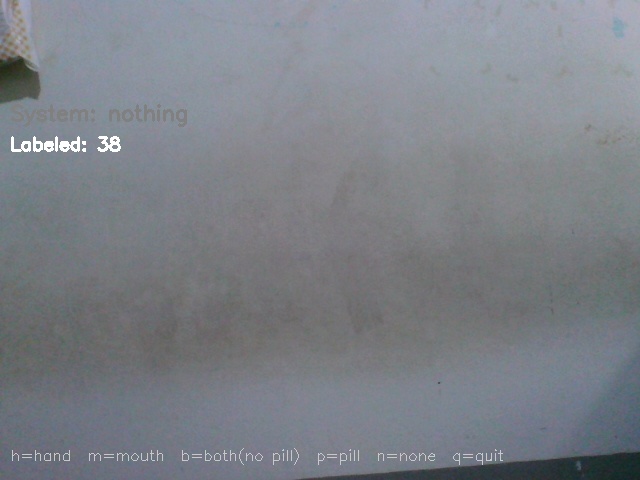 System: nothing
Labeled: 38
h=hand m=mouth b=both(no pill) p=pill n=none q=quit